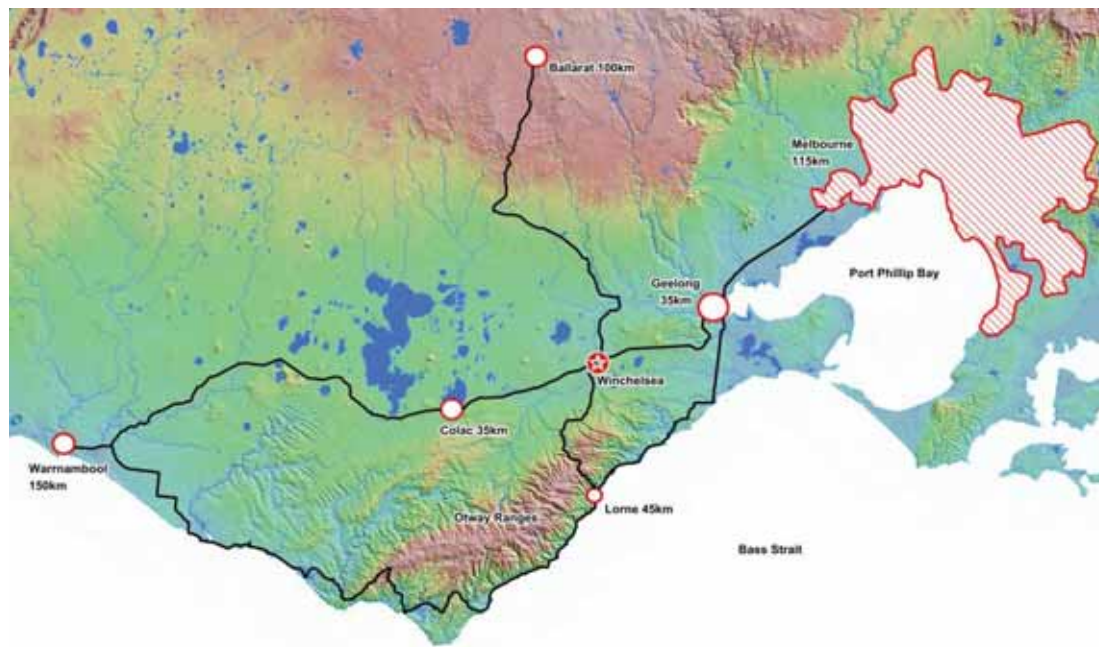 Ballarat 100km
Melbourne
115km
Geelong
35km
Port Phillip Bay
Winchelsea
Colac 35km
Warrnambool
150km
Otway Ranges
Lorne 45km
Bass Strait